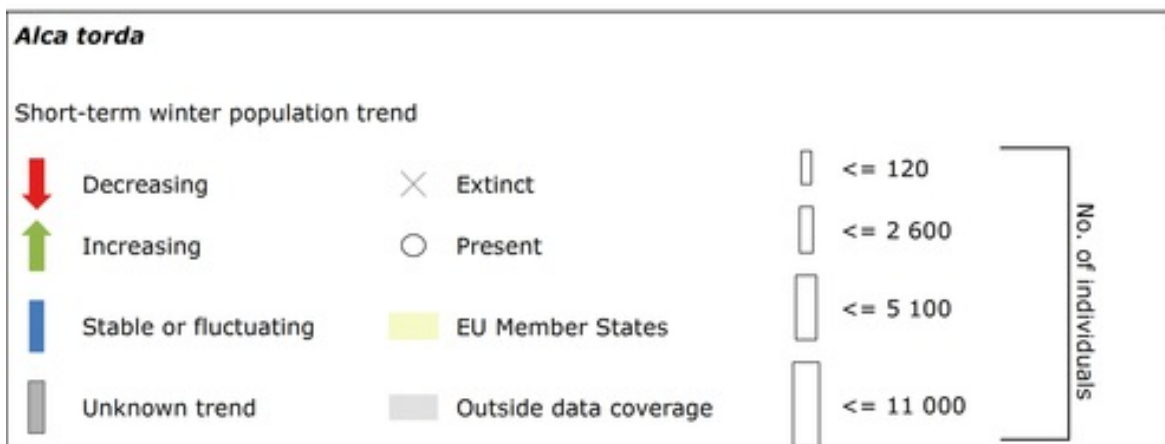 Alca torda
Short-term winter population trend
Decreasing
Increasing
Stable or fluctuating
Unknown trend
Extinct
Present
EU Member States
Outside data coverage
<= 120
<= 2 600
<= 5 100
<= 11 000
No. of individuals